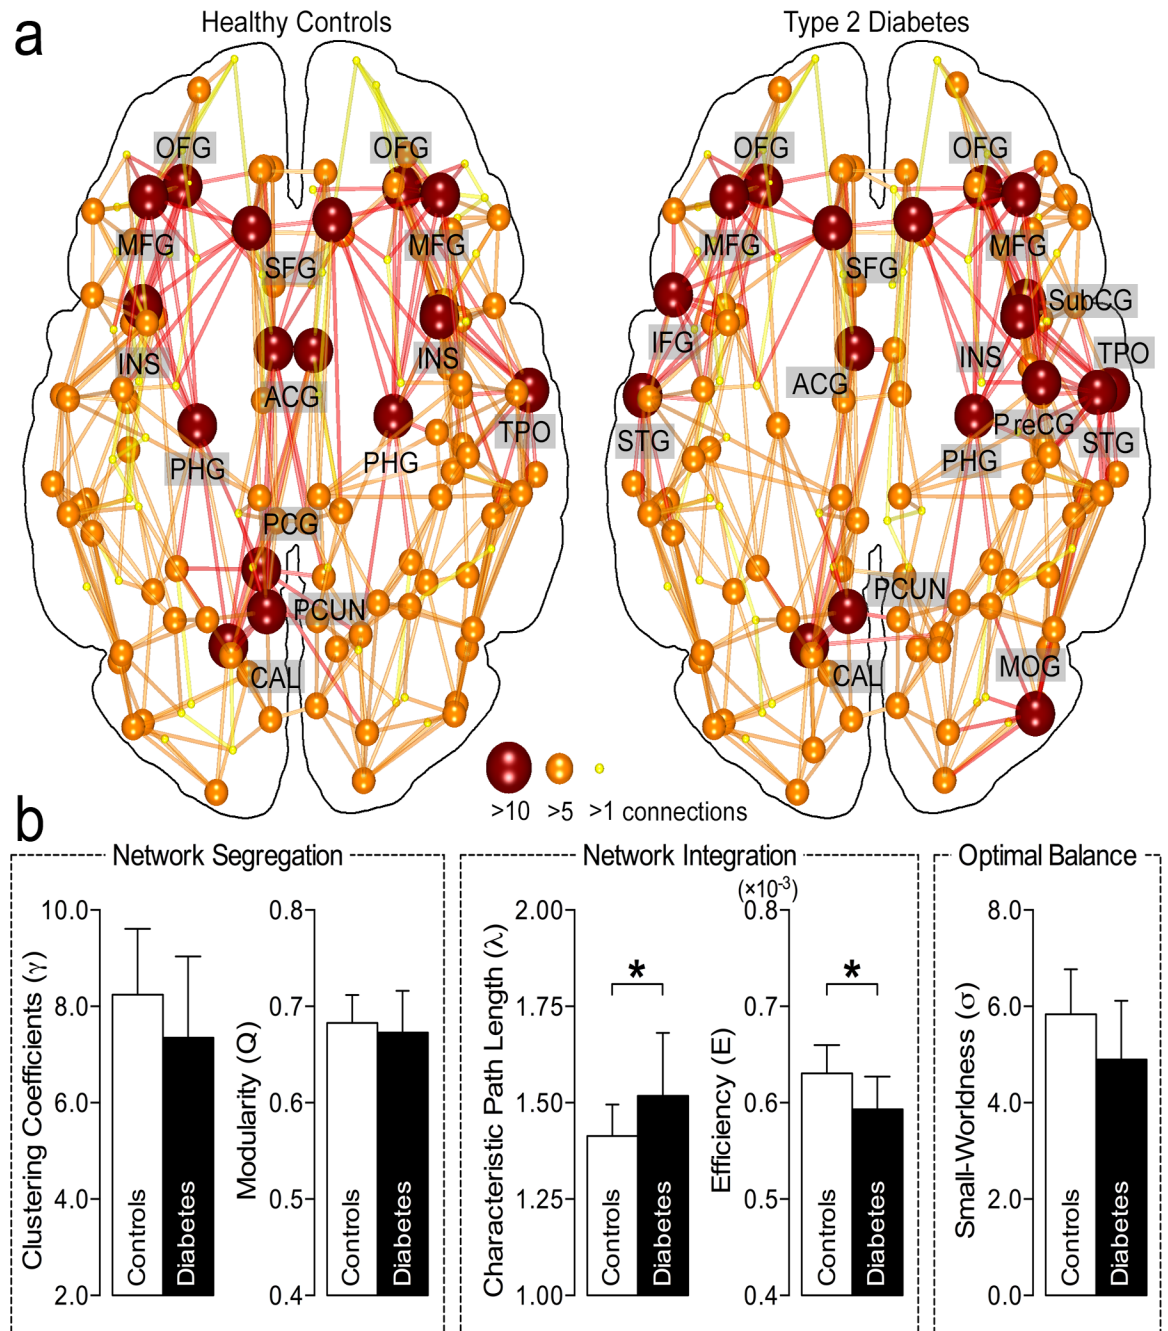 a
Healthy Controls
Type 2 Diabetes
OFG
OFG
MFG
MFG
SFG
INS
INS
ACG
TPO
PHG
PHG
PCG
PCUN
CAL
OFG
OFG
MFG
MFG
SFG
SubCG
IFG
INS
TPO
ACG
PreCG
STG
STG
PHG
PCUN
MOG
CAL
>10 >5 >1 connections
b
Network Segregation
Clustering Coefficients (γ)
10.0
8.0
6.0
4.0
2.0
Controls
Diabetes
Modularity (Q)
0.8
0.7
0.6
0.5
0.4
Controls
Diabetes
Network Integration
Characteristic Path Length (λ)
2.00
1.75
1.50
1.25
1.00
*
Controls
Diabetes
(×10-3)
Efficiency (E)
0.8
0.7
0.6
0.5
0.4
*
Controls
Diabetes
Optimal Balance
Small-Worldness (σ)
8.0
6.0
4.0
2.0
0.0
Controls
Diabetes